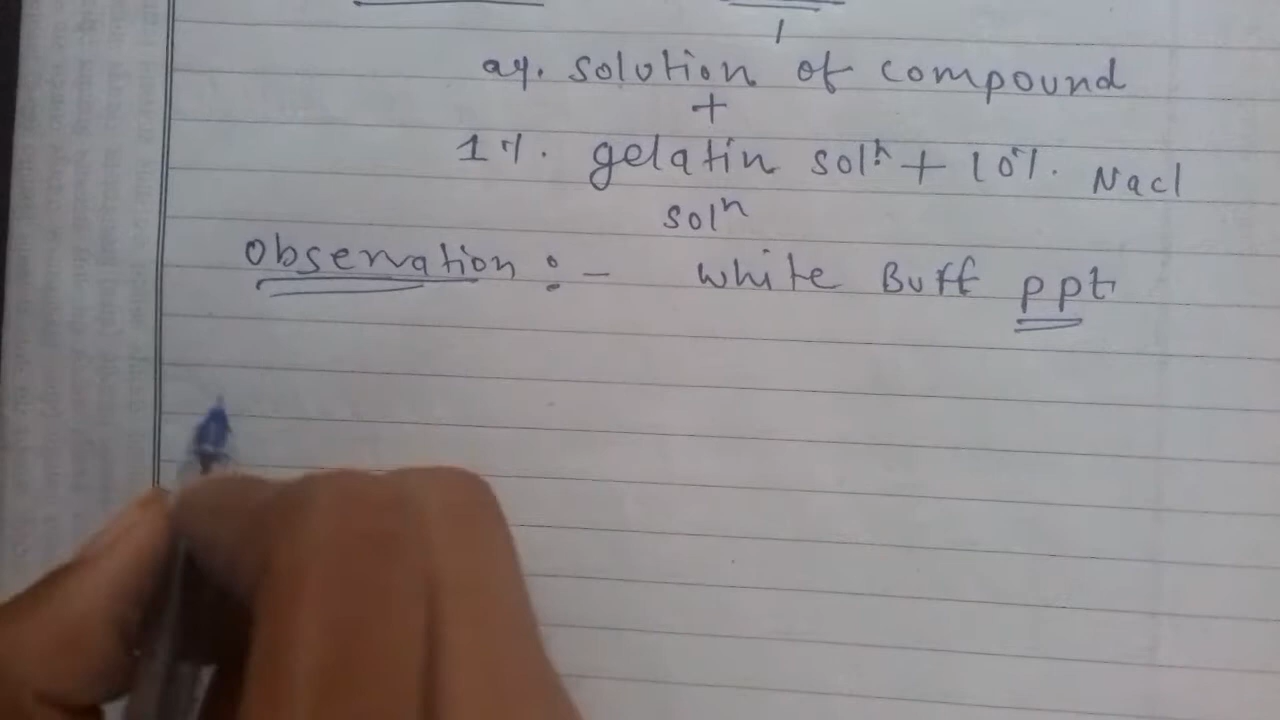 aq. solution of compound
+
1%. gelatin solⁿ + 10%. Nacl
solⁿ
Observation :- white Buff ppt